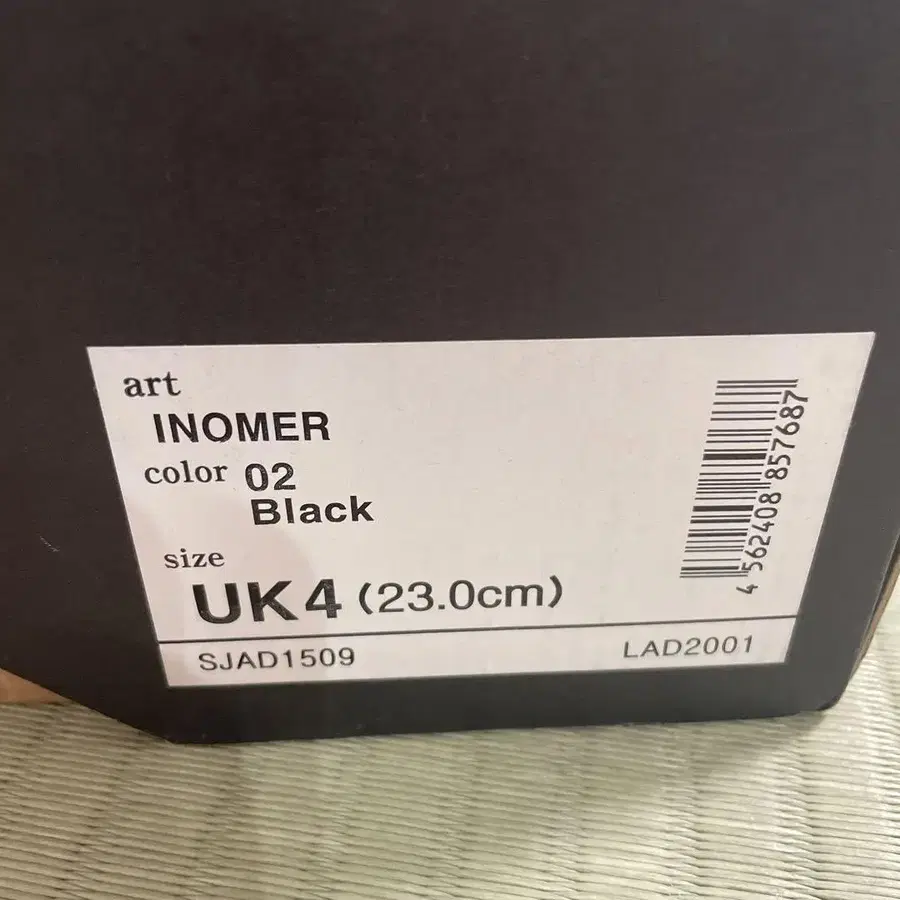 art
INOMER
color 02
Black
size
UK4 (23.0cm)
SJAD1509 LAD2001
4 562408 857687